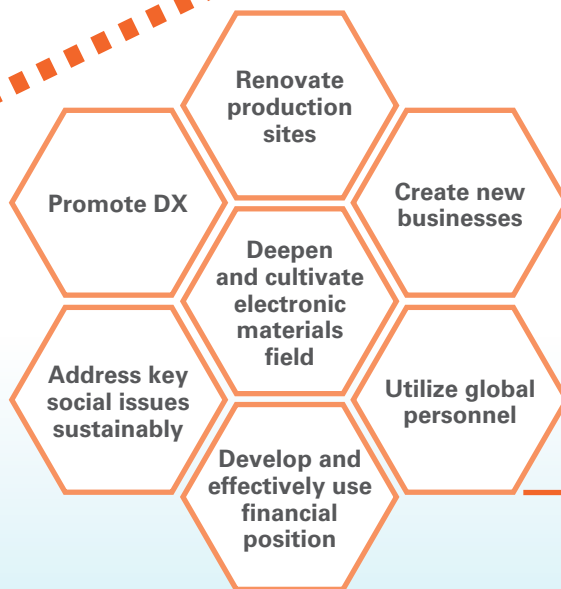 Renovate
production
sites
Promote DX
Create new
businesses
Deepen
and cultivate
electronic
materials
field
Address key
social issues
sustainably
Utilize global
personnel
Develop and
effectively use
financial
position